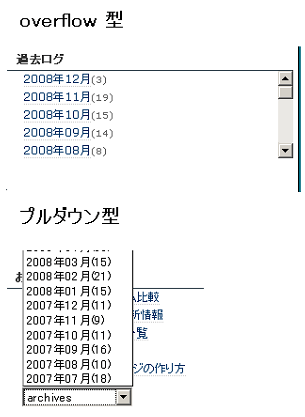 overflow 型
過去ログ
2008年12月(3)
2008年11月(19)
2008年10月(15)
2008年09月(14)
2008年08月(8)
プルダウン型
2008年03月(15)
2008年02月(21)
2008年01月(15)
2007年12月(11)
2007年11月(9)
2007年10月(11)
2007年09月(16)
2007年08月(10)
2007年07月(18)
お
比較
新情報
覧
ジの作り方
archives